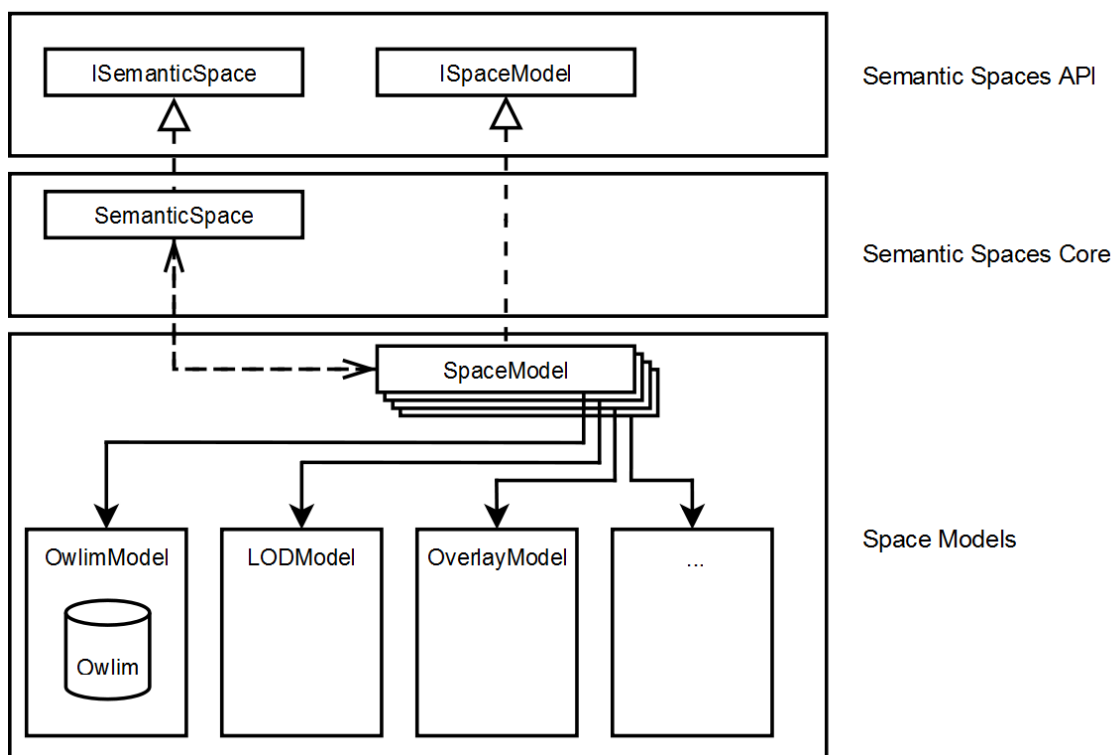 ISemanticSpace
ISpaceModel
Semantic Spaces API
SemanticSpace
Semantic Spaces Core
SpaceModel
OwlimModel
LODModel
OverlayModel
...
Space Models
Owlim